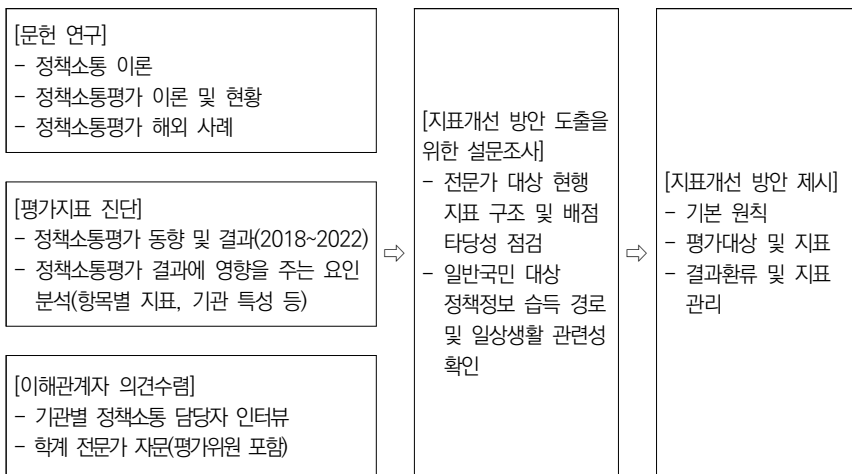 [문헌 연구]
- 정책소통 이론
- 정책소통평가 이론 및 현황
- 정책소통평가 해외 사례
[평가지표 진단]
- 정책소통평가 동향 및 결과(2018~2022)
- 정책소통평가 결과에 영향을 주는 요인
분석(항목별 지표, 기관 특성 등)
[이해관계자 의견수렴]
- 기관별 정책소통 담당자 인터뷰
- 학계 전문가 자문(평가위원 포함)
⇨
[지표개선 방안 도출을
위한 설문조사]
- 전문가 대상 현행
지표 구조 및 배점
타당성 점검
- 일반국민 대상
정책정보 습득 경로
및 일상생활 관련성
확인
⇨
[지표개선 방안 제시]
- 기본 원칙
- 평가대상 및 지표
- 결과환류 및 지표
관리